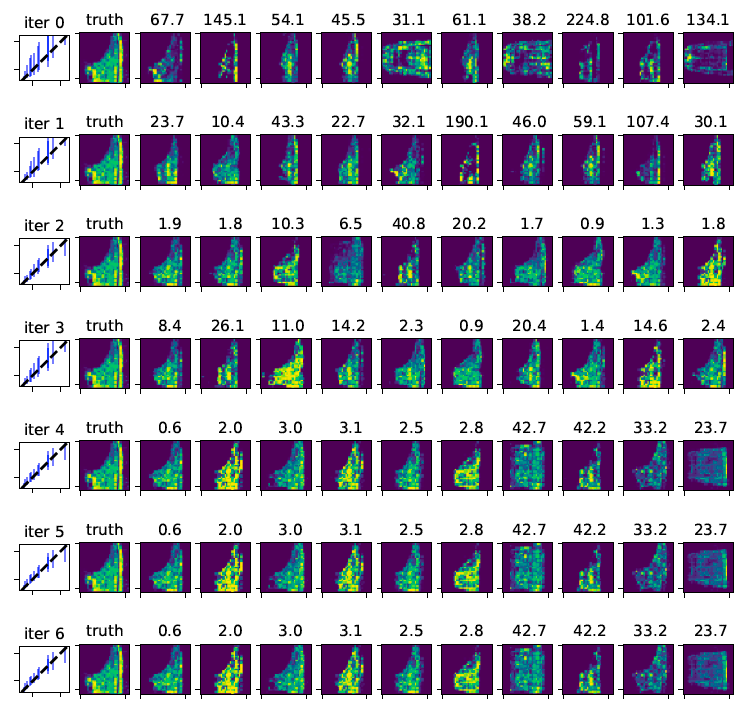 iter 0 truth 67.7 145.1 54.1 45.5 31.1 61.1 38.2 224.8 101.6 134.1
iter 1 truth 23.7 10.4 43.3 22.7 32.1 190.1 46.0 59.1 107.4 30.1
iter 2 truth 1.9 1.8 10.3 6.5 40.8 20.2 1.7 0.9 1.3 1.8
iter 3 truth 8.4 26.1 11.0 14.2 2.3 0.9 20.4 1.4 14.6 2.4
iter 4 truth 0.6 2.0 3.0 3.1 2.5 2.8 42.7 42.2 33.2 23.7
iter 5 truth 0.6 2.0 3.0 3.1 2.5 2.8 42.7 42.2 33.2 23.7
iter 6 truth 0.6 2.0 3.0 3.1 2.5 2.8 42.7 42.2 33.2 23.7